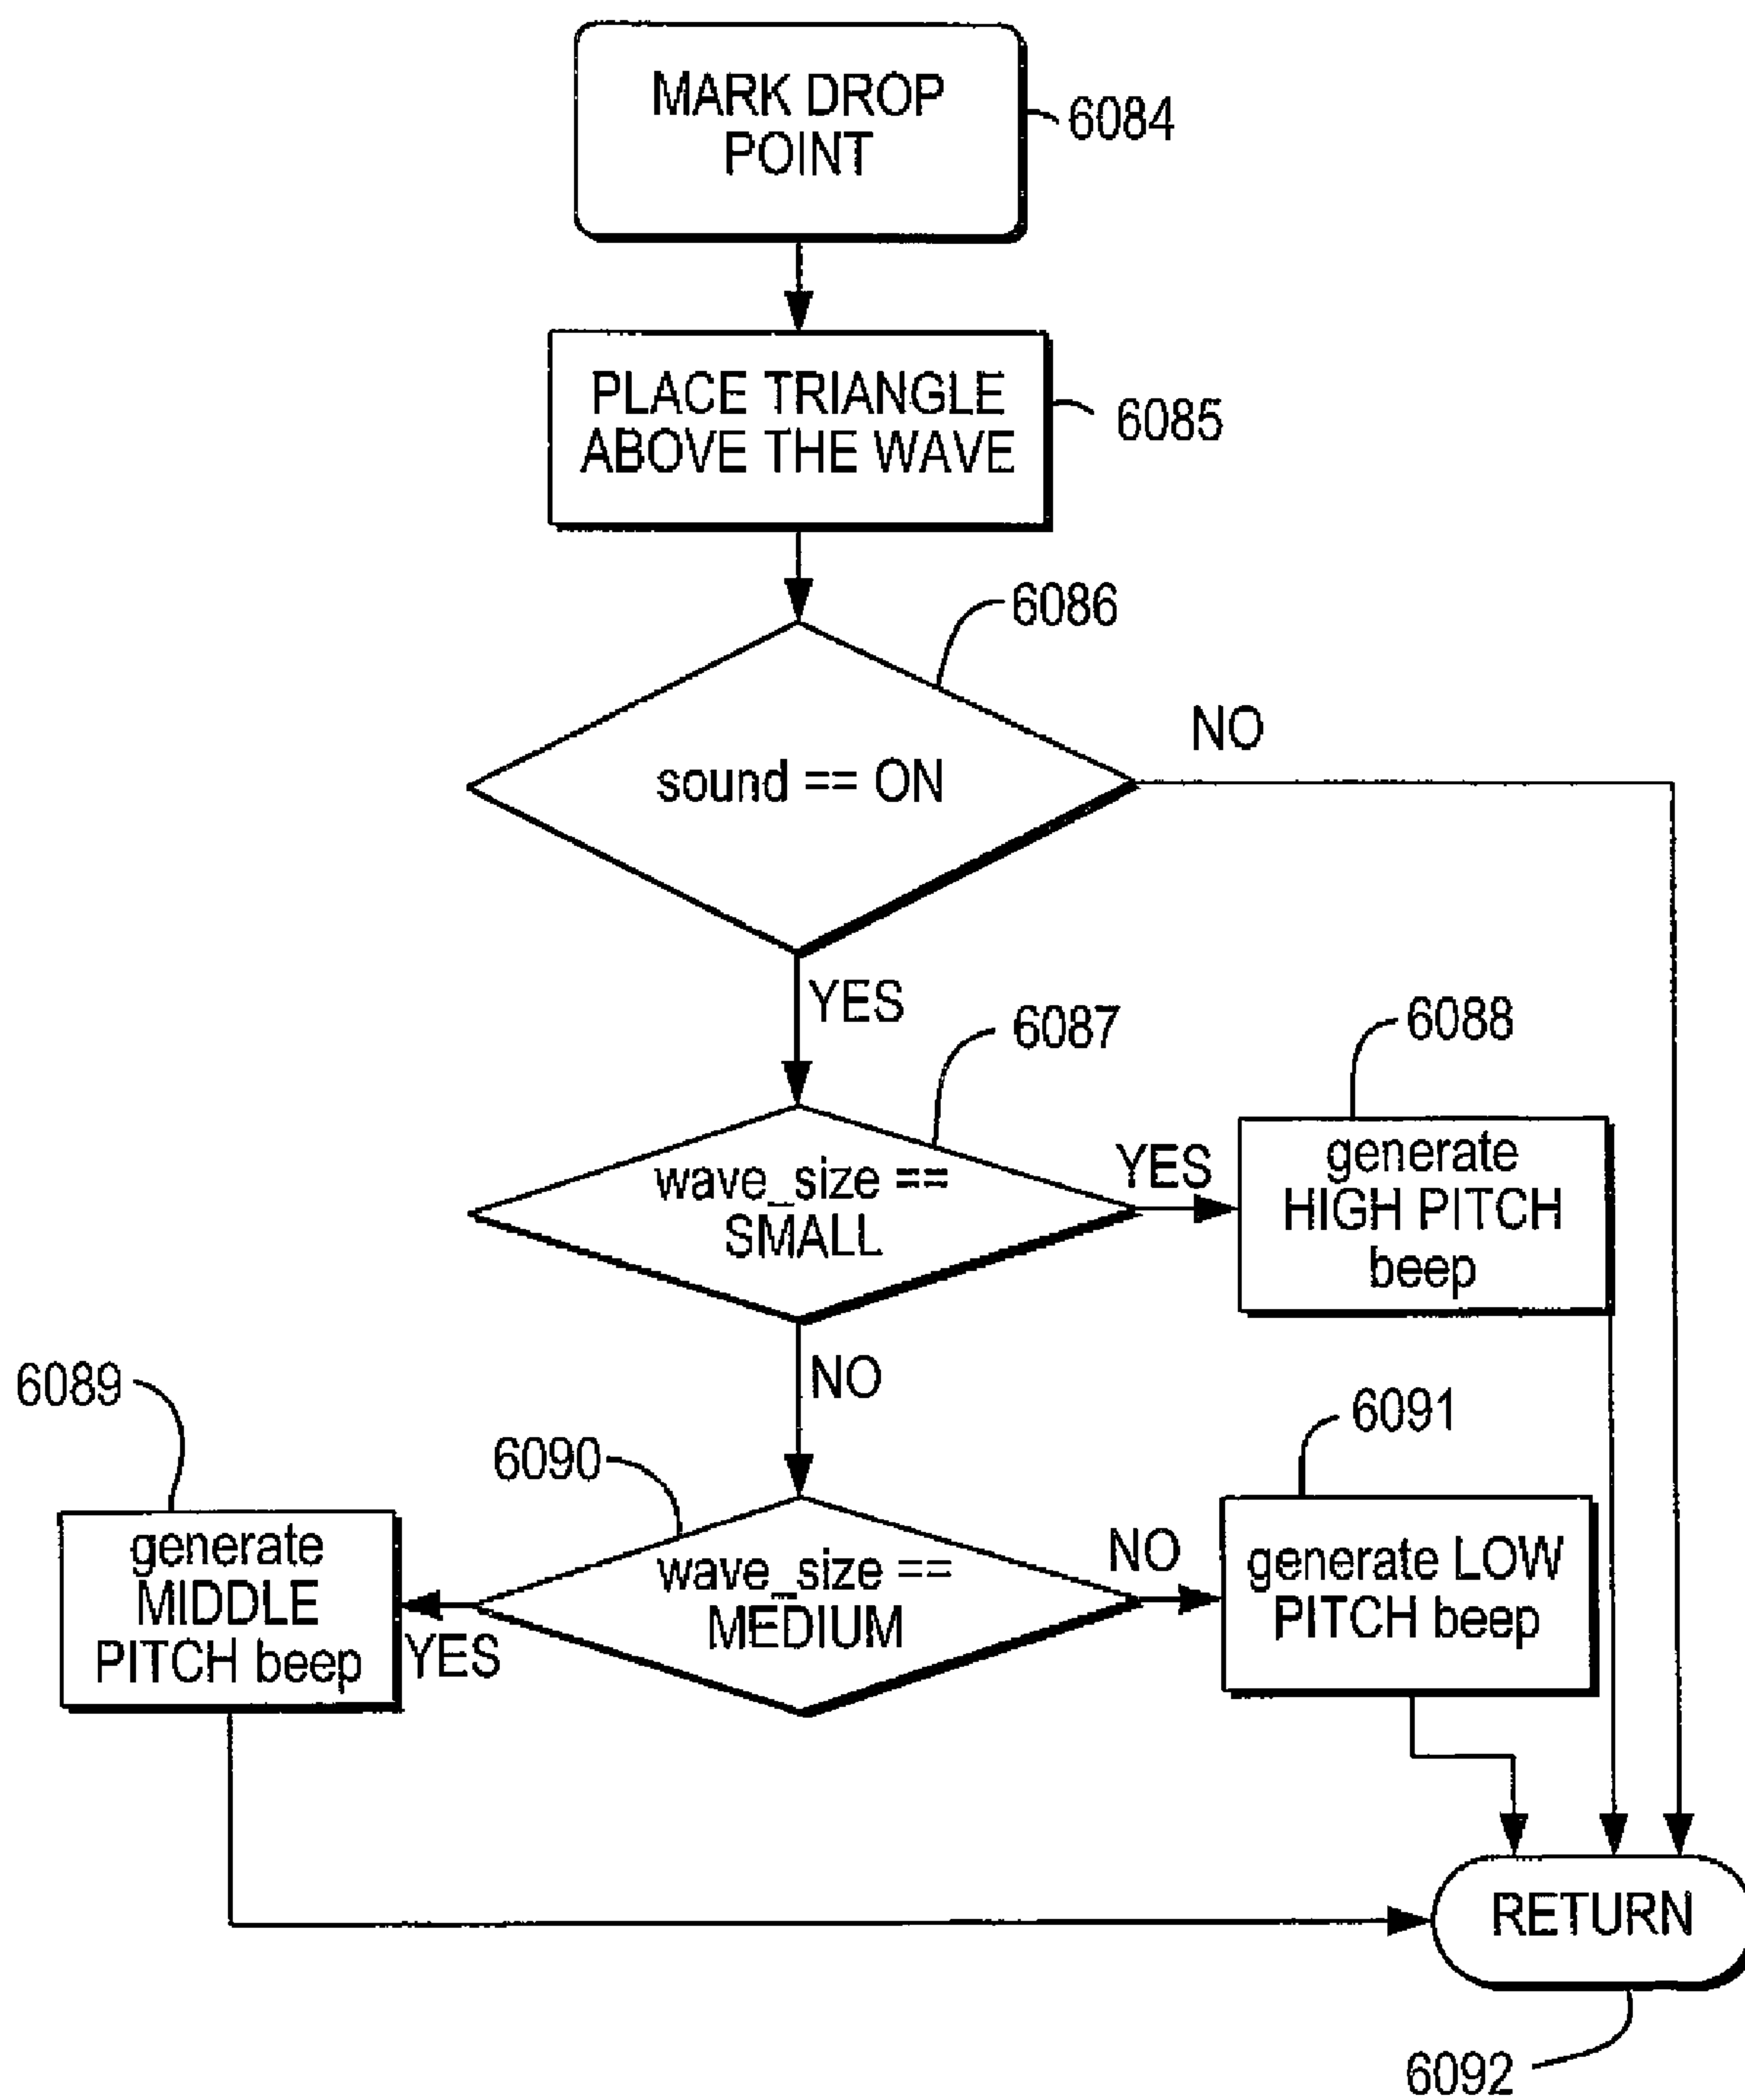 MARK DROP
POINT
6084
PLACE TRIANGLE
ABOVE THE WAVE
6085
6086
sound == ON
NO
YES
6087
wave_size ==
SMALL
YES
6088
generate
HIGH PITCH
beep
NO
6089
generate
MIDDLE
PITCH beep
6090
wave_size ==
MEDIUM
YES
NO
6091
generate LOW
PITCH beep
RETURN
6092